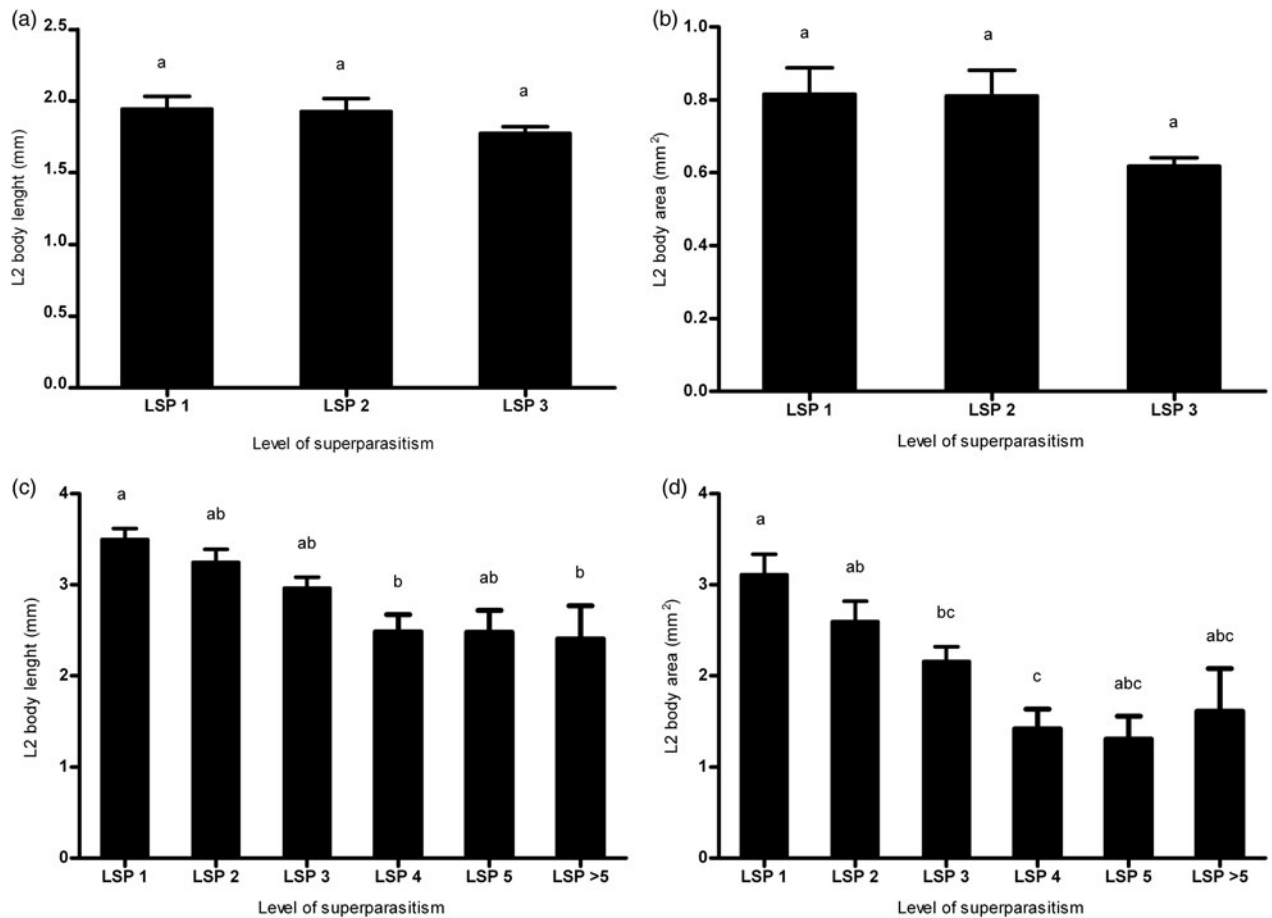 (a)
2.5
2.0
1.5
1.0
0.5
0.0
L2 body lenght (mm)
a a a
LSP 1 LSP 2 LSP 3
Level of superparasitism
(b)
1.0
0.8
0.6
0.4
0.2
0.0
L2 body area (mm²)
a a a
LSP 1 LSP 2 LSP 3
Level of superparasitism
(c)
4
3
2
1
0
L2 body lenght (mm)
a ab ab b ab b
LSP 1 LSP 2 LSP 3 LSP 4 LSP 5 LSP >5
Level of superparasitism
(d)
4
3
2
1
0
L2 body area (mm²)
a ab bc c abc abc
LSP 1 LSP 2 LSP 3 LSP 4 LSP 5 LSP >5
Level of superparasitism